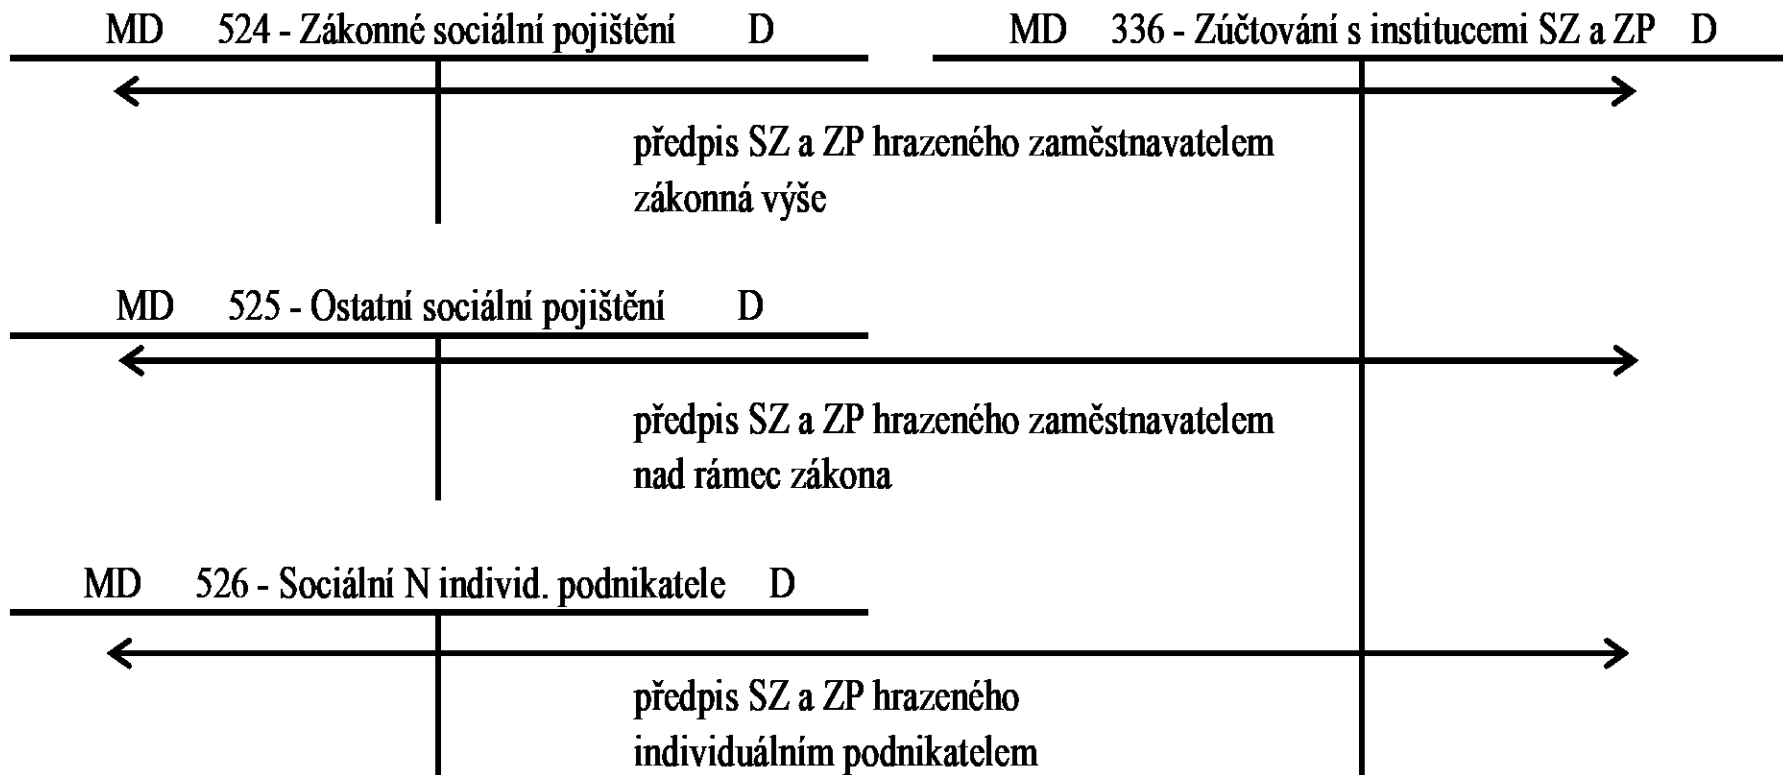 MD 524 - Zákonné sociální pojištění D MD 336 - Zúčtování s institucemi SZ a ZP D
předpis SZ a ZP hrazeného zaměstnavatelem
zákonná výše
MD 525 - Ostatní sociální pojištění D
předpis SZ a ZP hrazeného zaměstnavatelem
nad rámec zákona
MD 526 - Sociální N individ. podnikatele D
předpis SZ a ZP hrazeného
individuálním podnikatelem